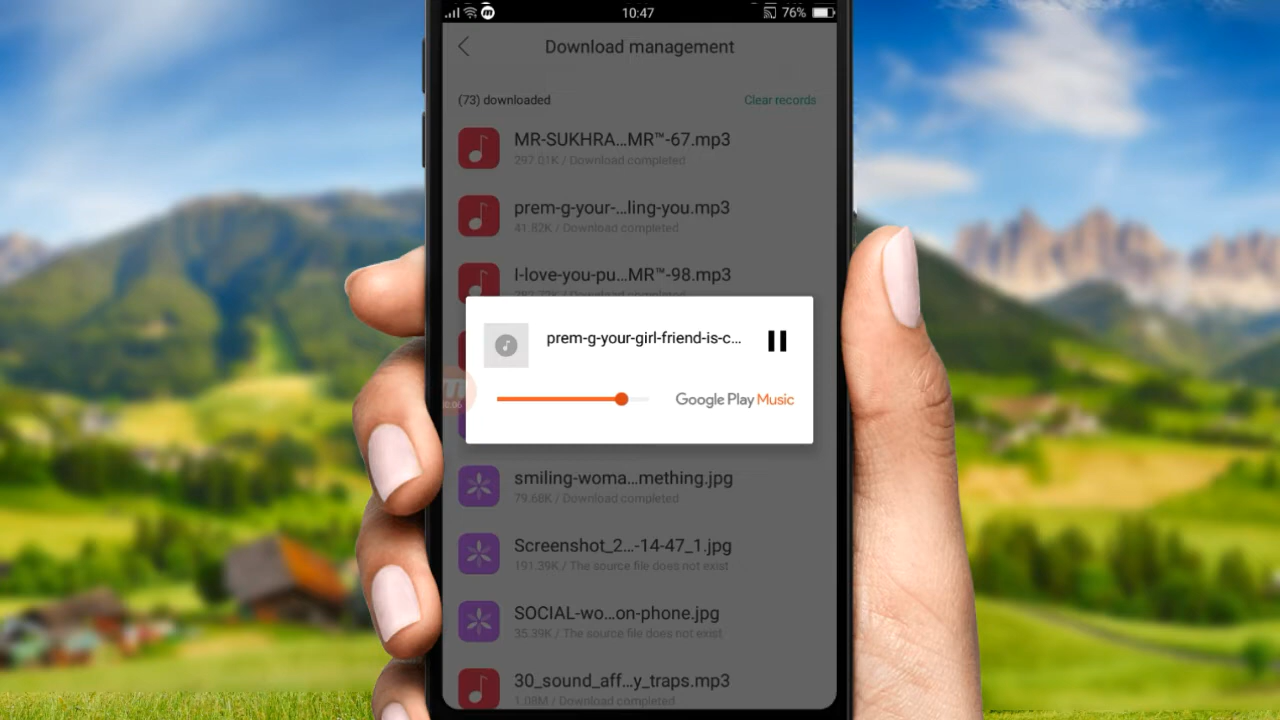 10:47
76%
Download management
(73) downloaded
Clear records
MR-SUKHRA...MR™-67.mp3
297.01K / Download completed
prem-g-your-...ling-you.mp3
41.82K / Download completed
I-love-you-pu...MR™-98.mp3
Download completed
prem-g-your-girl-friend-is-c...
Google Play Music
smiling-woma...mething.jpg
79.68K / Download completed
Screenshot_2...-14-47_1.jpg
191.39K / The source file does not exist
SOCIAL-wo...on-phone.jpg
35.39K / The source file does not exist
30_sound_aff...y_traps.mp3
1.08M / Download completed